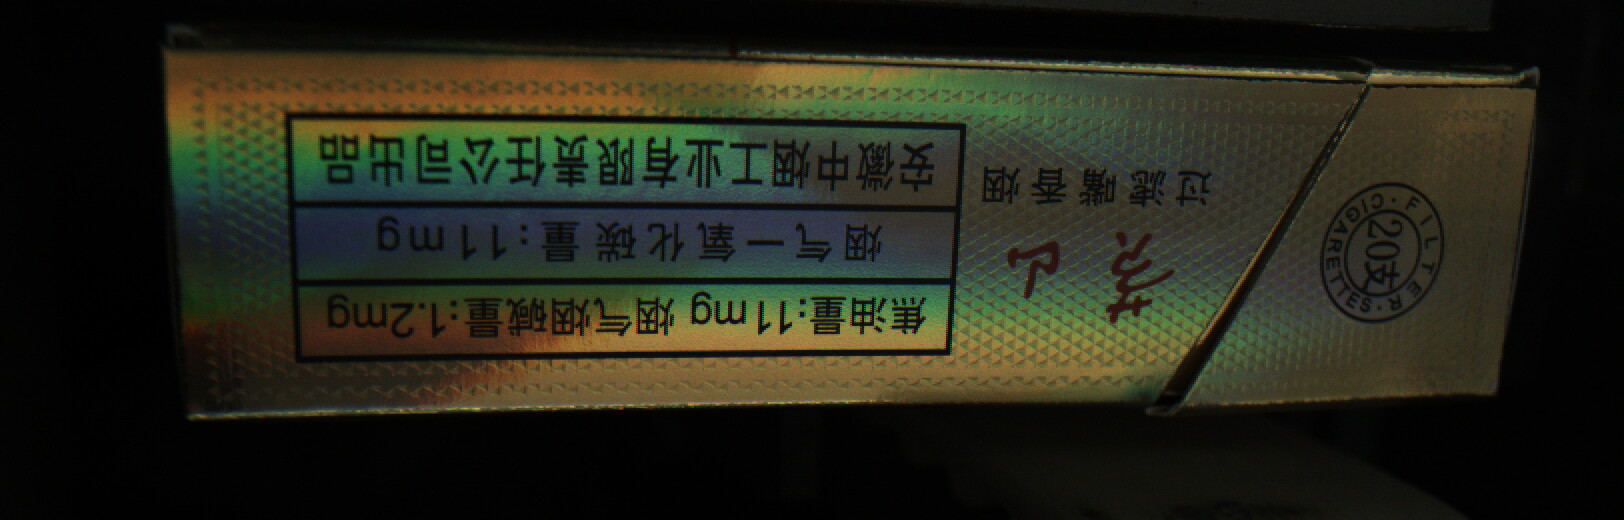 焦油量:11mg 烟气烟碱量:1.2mg
烟气一氧化碳量:11mg
安徽中烟工业有限责任公司出品
黄山
过滤嘴香烟
FILTER·CIGARETTES·
20支